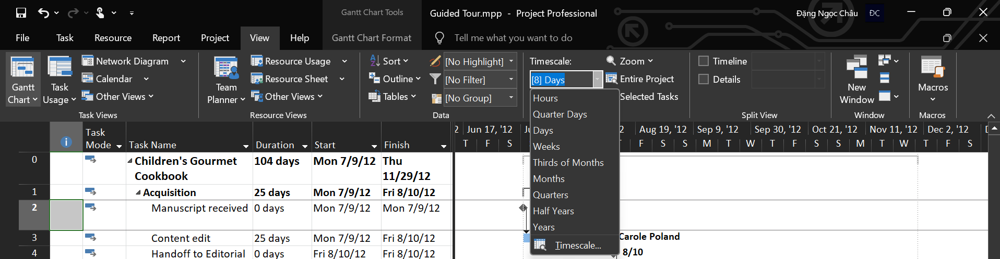 Gantt Chart Tools
Guided Tour.mpp - Project Professional
Đặng Ngọc Châu
ĐC
File Task Resource Report Project View Help Gantt Chart Format Tell me what you want to do
Gantt Chart
Task Usage
Network Diagram
Calendar
Other Views
Task Views
Team Planner
Resource Usage
Resource Sheet
Other Views
Resource Views
Sort
Outline
Tables
[No Highlight]
[No Filter]
[No Group]
Data
Timescale:
[8] Days
Zoom
Entire Project
Selected Tasks
Hours
Quarter Days
Days
Weeks
Thirds of Months
Months
Quarters
Half Years
Years
Timescale...
Timeline
Details
Split View
New Window
Window
Macros
Macros
Task Mode Task Name Duration Start Finish
2 Jun 17, '12 Ju 2 Aug 19, '12 Sep 9, '12 Sep 30, '12 Oct 21, '12 Nov 11, '12 Dec 2, '12 D
T F S T F S S M T W T F S S M T W T F S
0 Children's Gourmet Cookbook 104 days Mon 7/9/12 Thu 11/29/12
1 Acquisition 25 days Mon 7/9/12 Fri 8/10/12
2 Manuscript received 0 days Mon 7/9/12 Mon 7/9/12
3 Content edit 25 days Mon 7/9/12 Fri 8/10/12 Carole Poland
4 Handoff to Editorial 0 days Fri 8/10/12 Fri 8/10/12 8/10